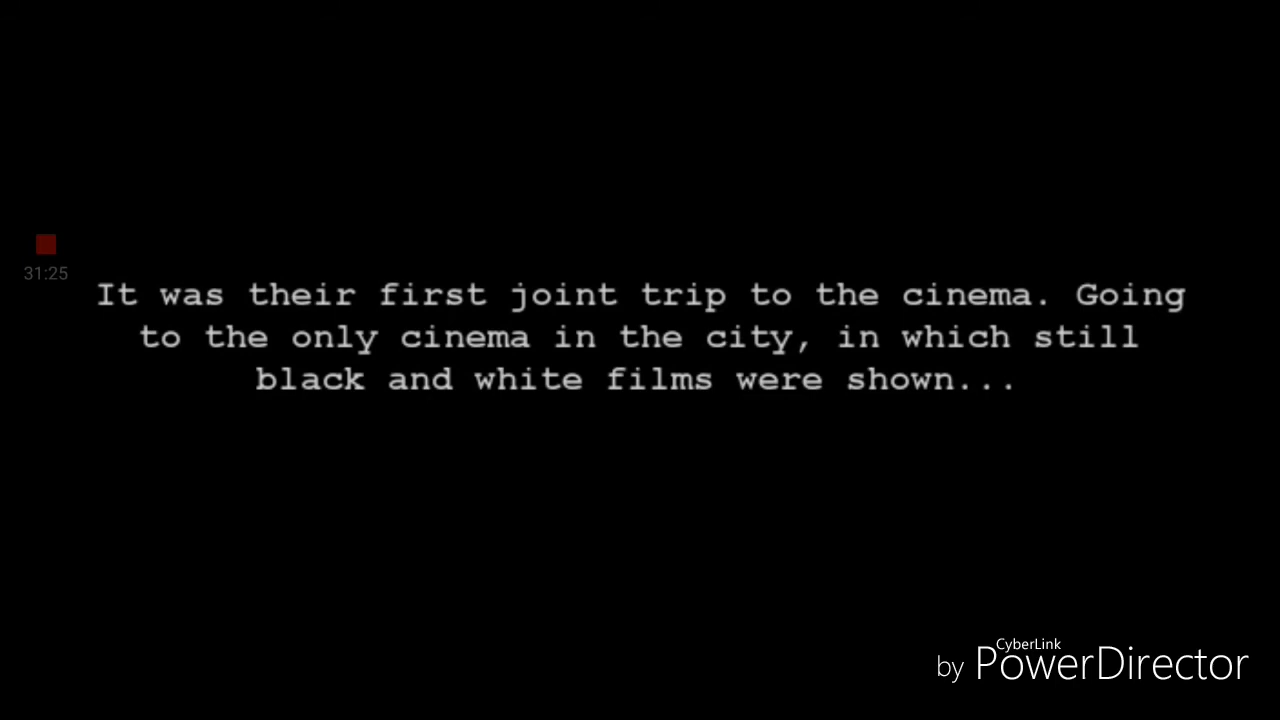 31:25
It was their first joint trip to the cinema. Going
to the only cinema in the city, in which still
black and white films were shown...
CyberLink
by PowerDirector